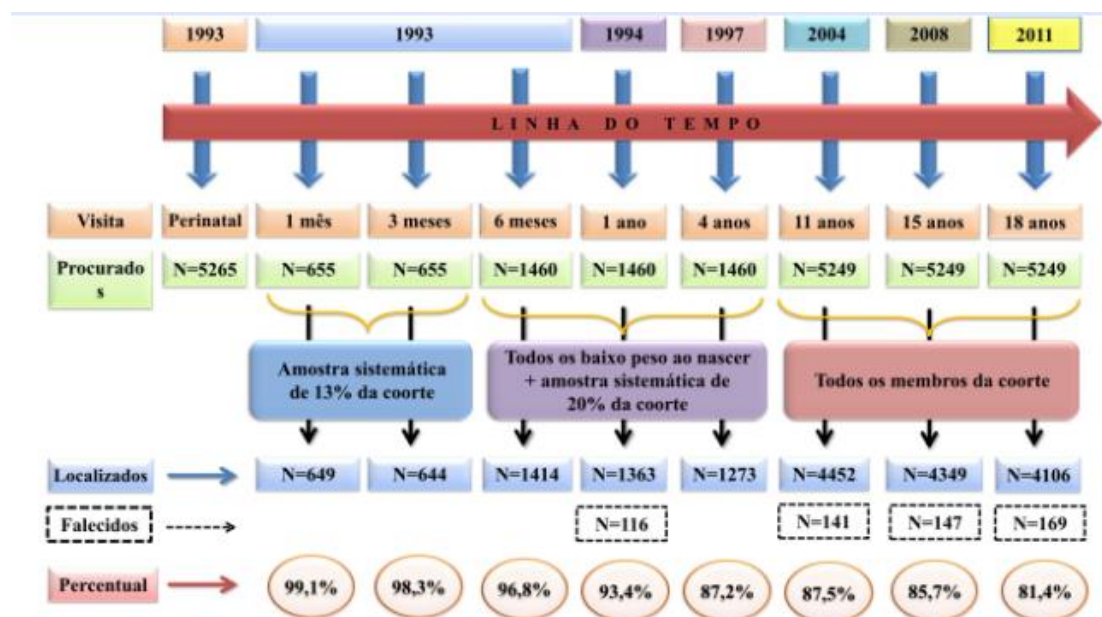 1993 1993 1994 1997 2004 2008 2011
LINHA DO TEMPO
Visita Perinatal 1 mês 3 meses 6 meses 1 ano 4 anos 11 anos 15 anos 18 anos
Procurado
s
N=5265 N=655 N=655 N=1460 N=1460 N=1460 N=5249 N=5249 N=5249
Amostra sistemática
de 13% da coorte
Todos os baixo peso ao nascer
+ amostra sistemática de
20% da coorte
Todos os membros da coorte
Localizados N=649 N=644 N=1414 N=1363 N=1273 N=4452 N=4349 N=4106
Falecidos N=116 N=141 N=147 N=169
Percentual 99,1% 98,3% 96,8% 93,4% 87,2% 87,5% 85,7% 81,4%